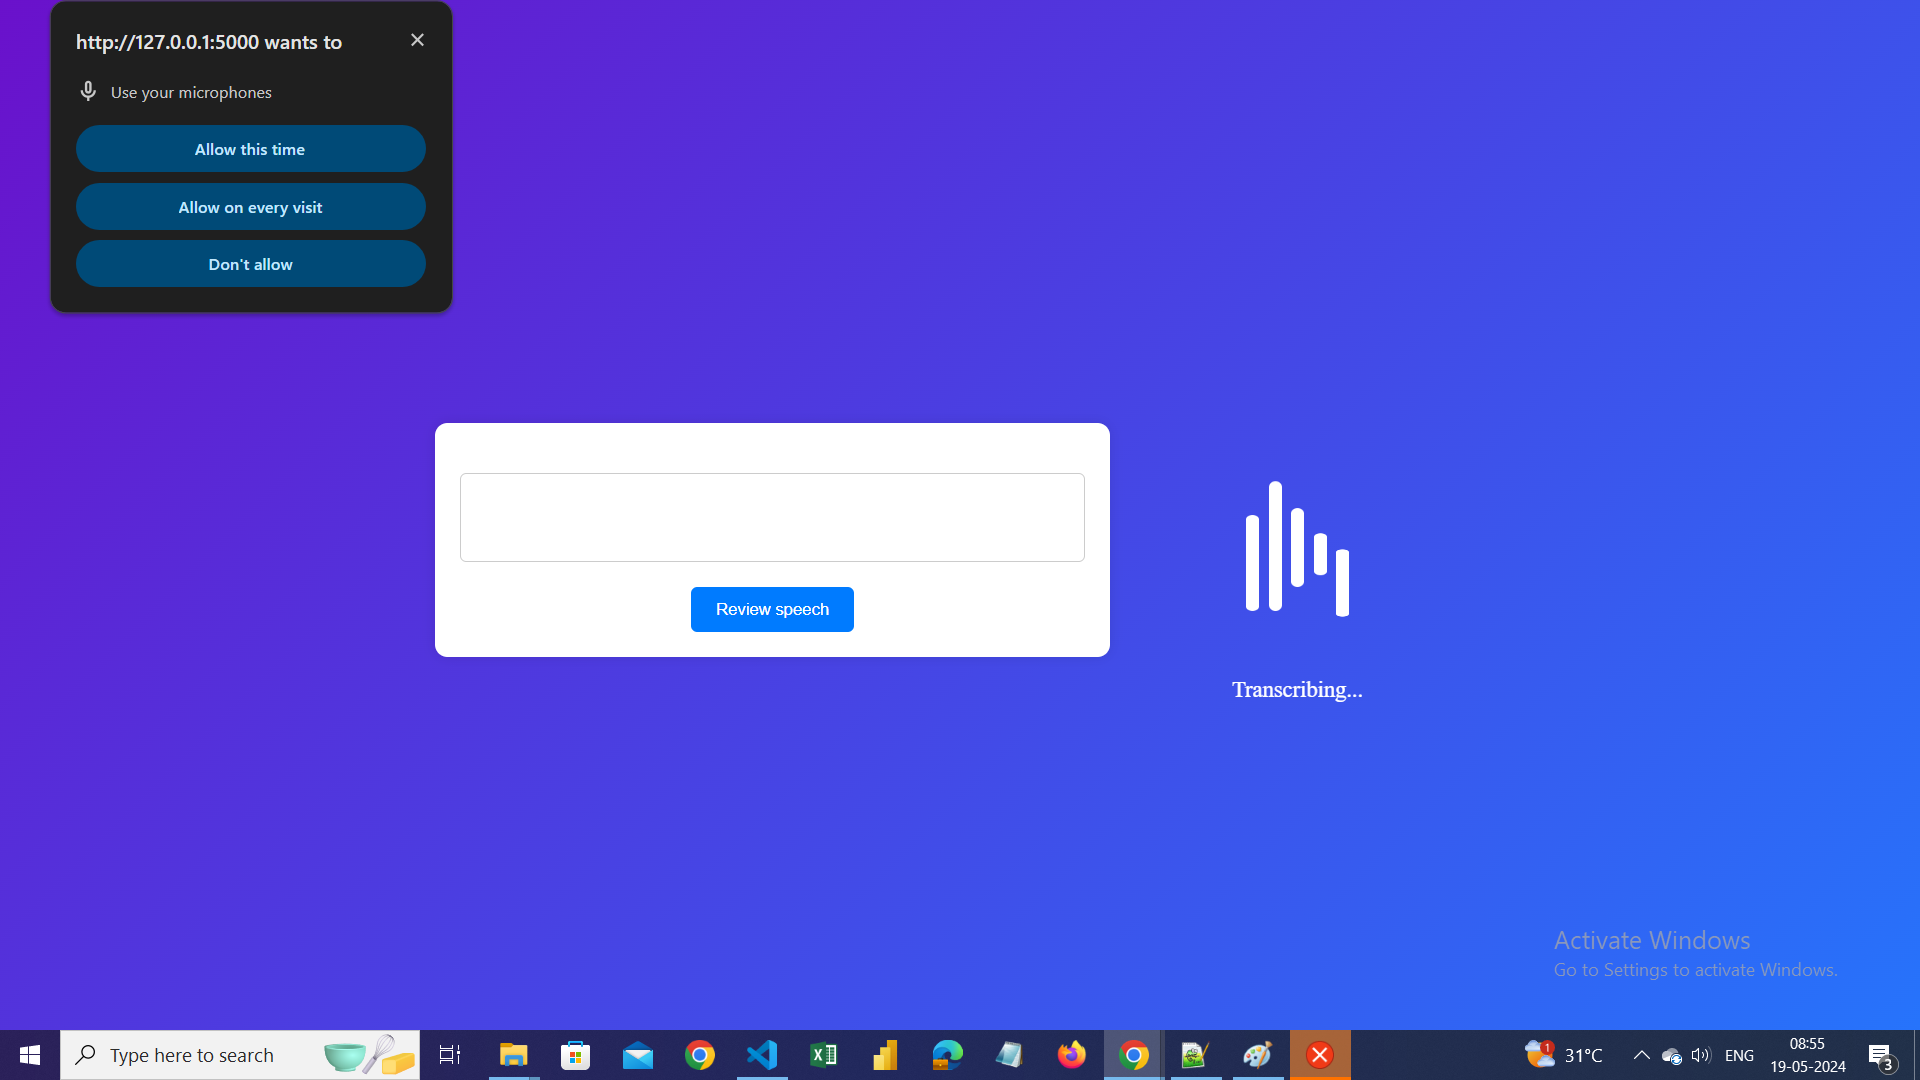 http://127.0.0.1:5000 wants to
Use your microphones
Allow this time
Allow on every visit
Don't allow
Review speech
Transcribing...
Activate Windows
Go to Settings to activate Windows.
Type here to search
1
31°C
ENG
08:55
19-05-2024
3